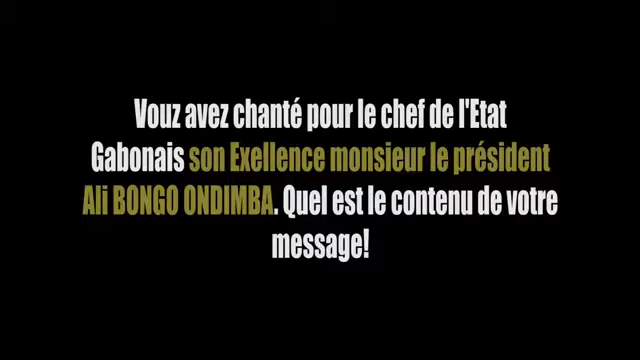 Vouz avez chanté pour le chef de l'Etat
Gabonais son Exellence monsieur le président
Ali BONGO ONDIMBA. Quel est le contenu de votre
message!